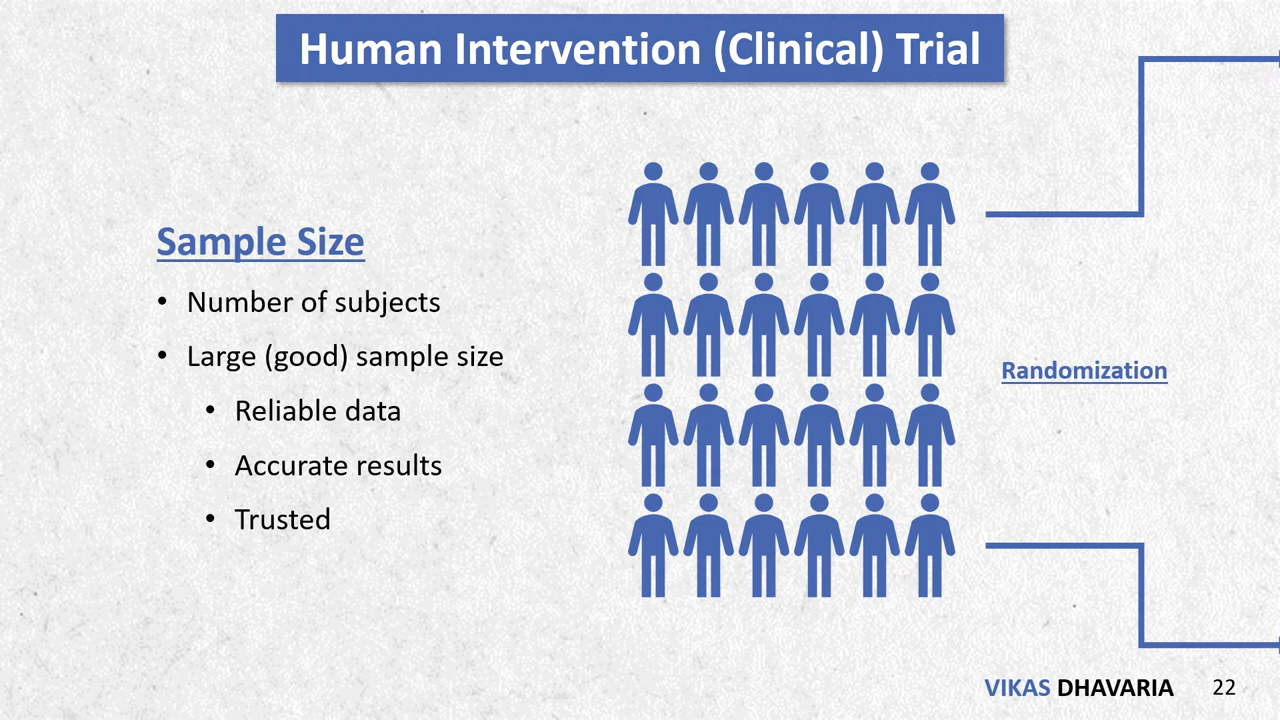 Human Intervention (Clinical) Trial
Sample Size
• Number of subjects
• Large (good) sample size
• Reliable data
• Accurate results
• Trusted
Randomization
VIKAS DHAVARIA 22